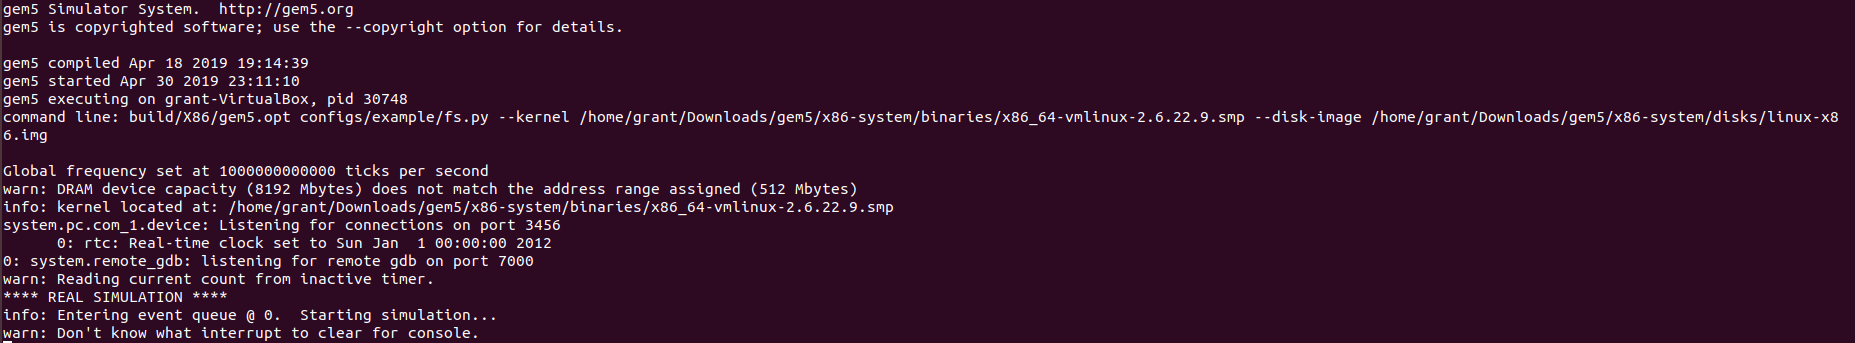 gem5 Simulator System.  http://gem5.org
gem5 is copyrighted software; use the --copyright option for details.

gem5 compiled Apr 18 2019 19:14:39
gem5 started Apr 30 2019 23:11:10
gem5 executing on grant-VirtualBox, pid 30748
command line: build/X86/gem5.opt configs/example/fs.py --kernel /home/grant/Downloads/gem5/x86-system/binaries/x86_64-vmlinux-2.6.22.9.smp --disk-image /home/grant/Downloads/gem5/x86-system/disks/linux-x8
6.img

Global frequency set at 1000000000000 ticks per second
warn: DRAM device capacity (8192 Mbytes) does not match the address range assigned (512 Mbytes)
info: kernel located at: /home/grant/Downloads/gem5/x86-system/binaries/x86_64-vmlinux-2.6.22.9.smp
system.pc.com_1.device: Listening for connections on port 3456
      0: rtc: Real-time clock set to Sun Jan  1 00:00:00 2012
0: system.remote_gdb: listening for remote gdb on port 7000
warn: Reading current count from inactive timer.
**** REAL SIMULATION ****
info: Entering event queue @ 0.  Starting simulation...
warn: Don't know what interrupt to clear for console.